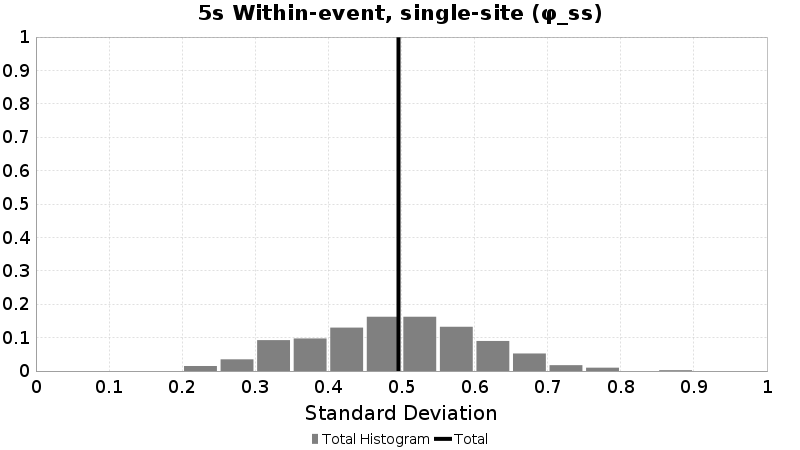 5s Within-event, single-site (φ_ss)
1
0.9
0.8
0.7
0.6
0.5
0.4
0.3
0.2
0.1
0
0 0.1 0.2 0.3 0.4 0.5 0.6 0.7 0.8 0.9 1
Standard Deviation
Total Histogram Total